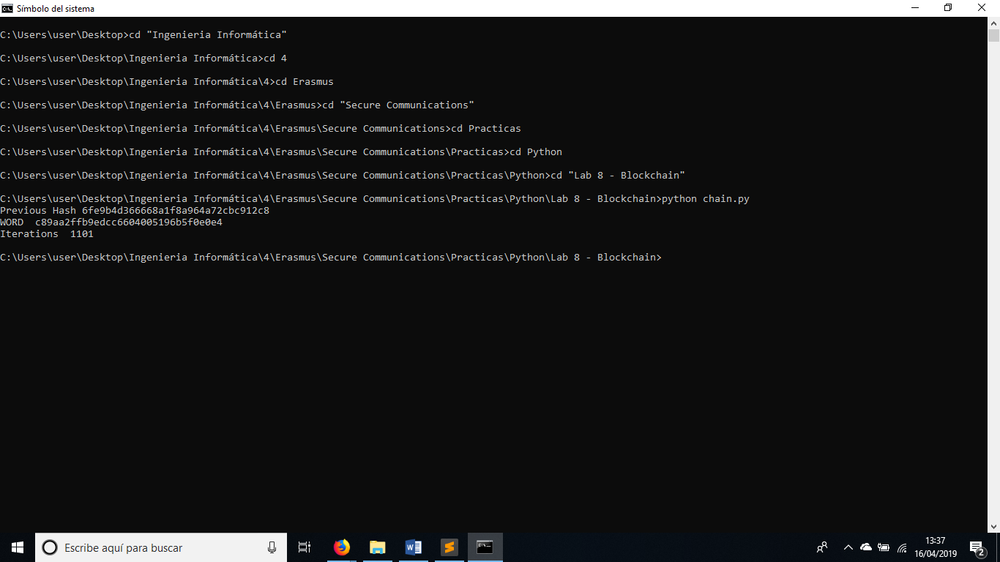 Símbolo del sistema
C:\Users\user\Desktop>cd "Ingenieria Informática"
C:\Users\user\Desktop\Ingenieria Informática>cd 4
C:\Users\user\Desktop\Ingenieria Informática\4>cd Erasmus
C:\Users\user\Desktop\Ingenieria Informática\4\Erasmus>cd "Secure Communications"
C:\Users\user\Desktop\Ingenieria Informática\4\Erasmus\Secure Communications>cd Practicas
C:\Users\user\Desktop\Ingenieria Informática\4\Erasmus\Secure Communications\Practicas>cd Python
C:\Users\user\Desktop\Ingenieria Informática\4\Erasmus\Secure Communications\Practicas\Python>cd "Lab 8 - Blockchain"
C:\Users\user\Desktop\Ingenieria Informática\4\Erasmus\Secure Communications\Practicas\Python\Lab 8 - Blockchain>python chain.py
Previous Hash 6fe9b4d366668a1f8a964a72cbc912c8
WORD  c89aa2ffb9edcc6604005196b5f0e0e4
Iterations  1101
C:\Users\user\Desktop\Ingenieria Informática\4\Erasmus\Secure Communications\Practicas\Python\Lab 8 - Blockchain>
Escribe aquí para buscar
13:37
16/04/2019
2